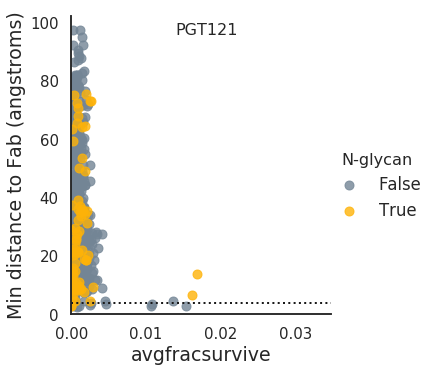 PGT121
Min distance to Fab (angstroms)
100
80
60
40
20
0
0.00 0.01 0.02 0.03
avgfracsurvive
N-glycan
False
True